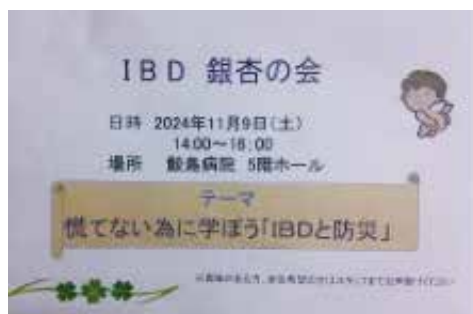 IBD 銀杏の会
日時 2024年11月9日(土)
14:00~16:00
場所 飯島病院 5階ホール
テーマ
慌てない為に学ぼう「IBDと防災」